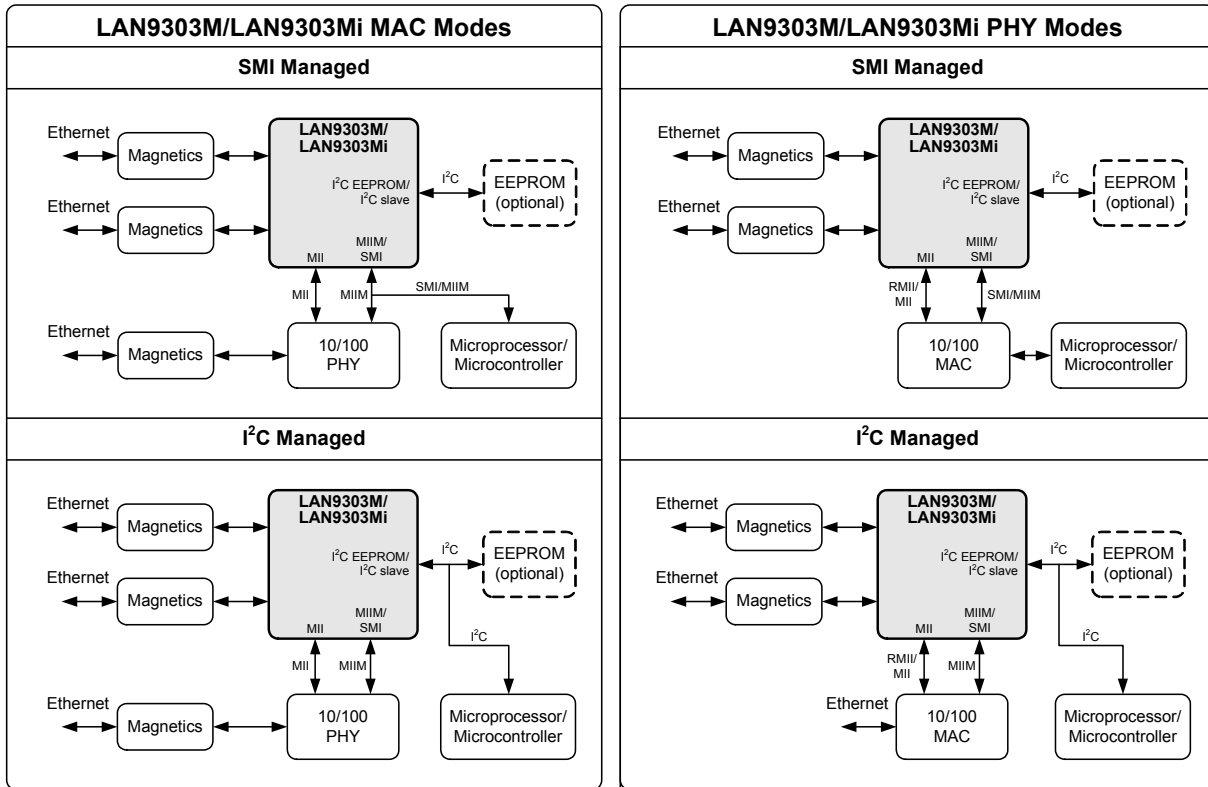 LAN9303M/LAN9303Mi MAC Modes
SMI Managed
Ethernet
Magnetics
Ethernet
Magnetics
LAN9303M/
LAN9303Mi
I²C EEPROM/
I²C slave
MIIM/
SMI
MII
I²C
EEPROM
(optional)
MII
MIIM
SMI/MIIM
Ethernet
Magnetics
10/100
PHY
Microprocessor/
Microcontroller
I²C Managed
Ethernet
Magnetics
Ethernet
Magnetics
LAN9303M/
LAN9303Mi
I²C EEPROM/
I²C slave
MIIM/
SMI
MII
I²C
EEPROM
(optional)
I²C
MII
MIIM
Ethernet
Magnetics
10/100
PHY
Microprocessor/
Microcontroller
LAN9303M/LAN9303Mi PHY Modes
SMI Managed
Ethernet
Magnetics
Ethernet
Magnetics
LAN9303M/
LAN9303Mi
I²C EEPROM/
I²C slave
MIIM/
SMI
MII
I²C
EEPROM
(optional)
RMII/
MII
SMI/MIIM
10/100
MAC
Microprocessor/
Microcontroller
I²C Managed
Ethernet
Magnetics
Ethernet
Magnetics
LAN9303M/
LAN9303Mi
I²C EEPROM/
I²C slave
MIIM/
SMI
MII
I²C
EEPROM
(optional)
I²C
RMII/
MII
MIIM
Ethernet
10/100
MAC
Microprocessor/
Microcontroller